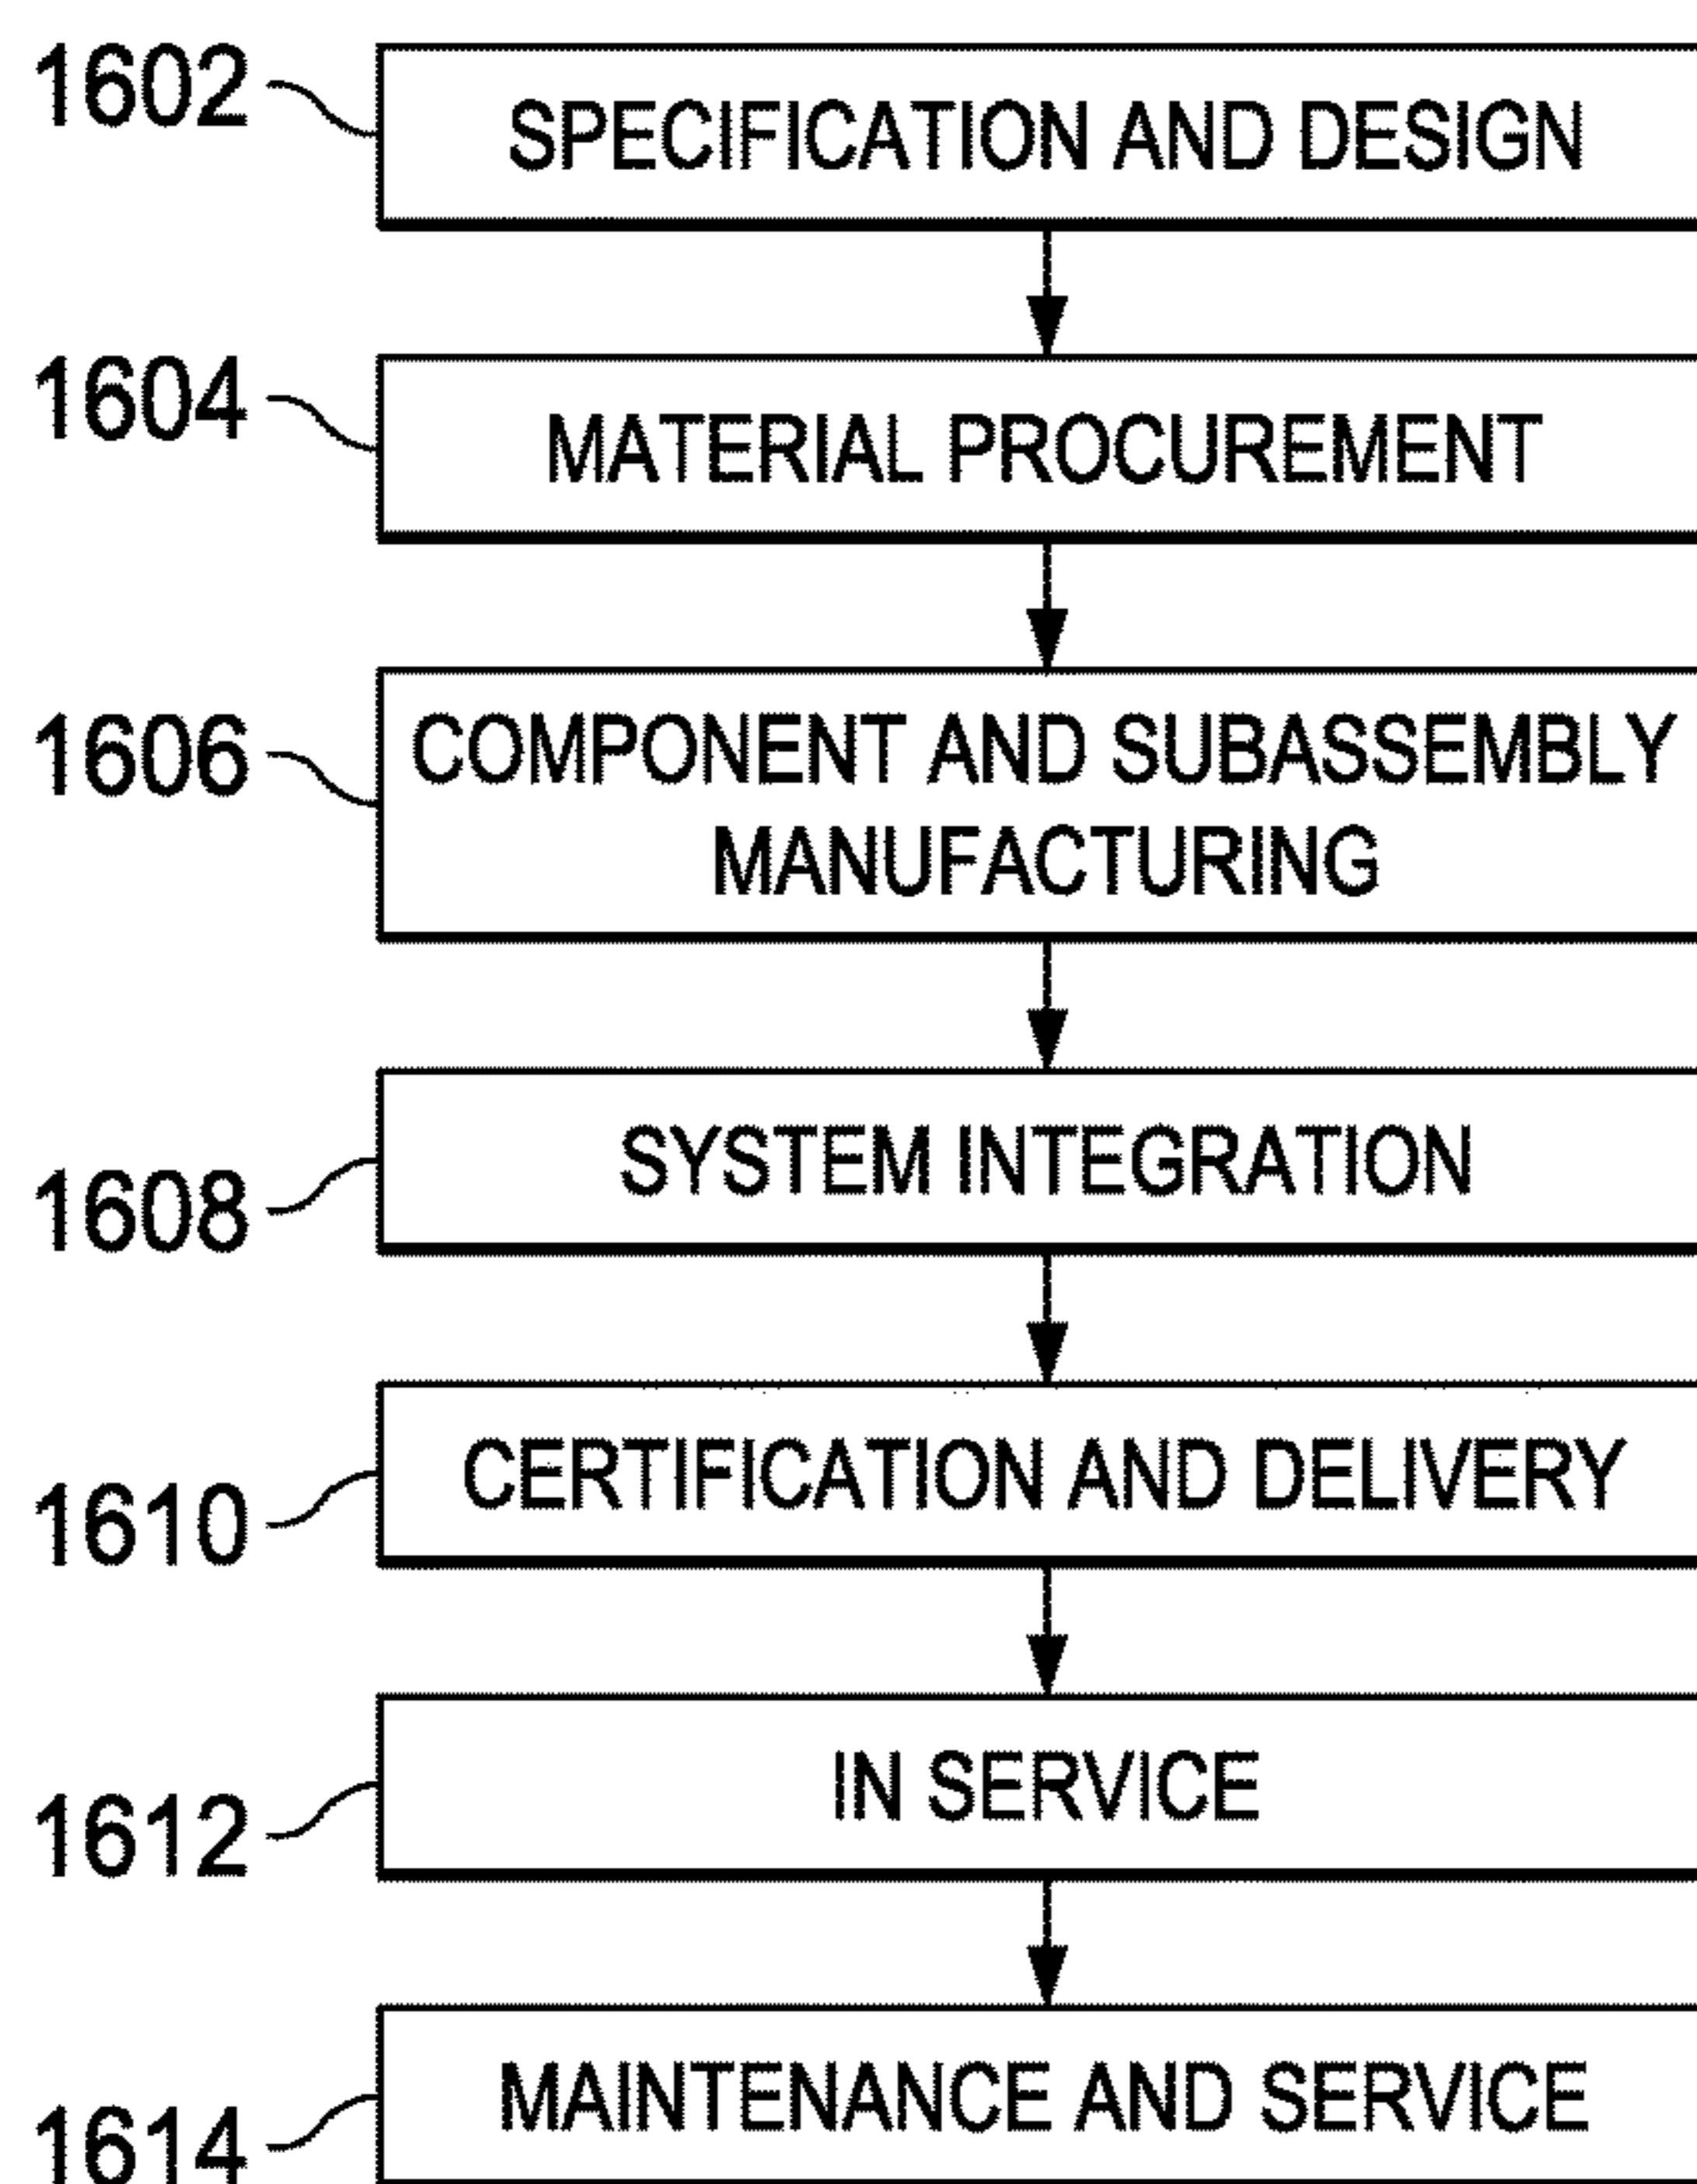 1602
SPECIFICATION AND DESIGN
1604
MATERIAL PROCUREMENT
1606
COMPONENT AND SUBASSEMBLY
MANUFACTURING
1608
SYSTEM INTEGRATION
1610
CERTIFICATION AND DELIVERY
1612
IN SERVICE
1614
MAINTENANCE AND SERVICE